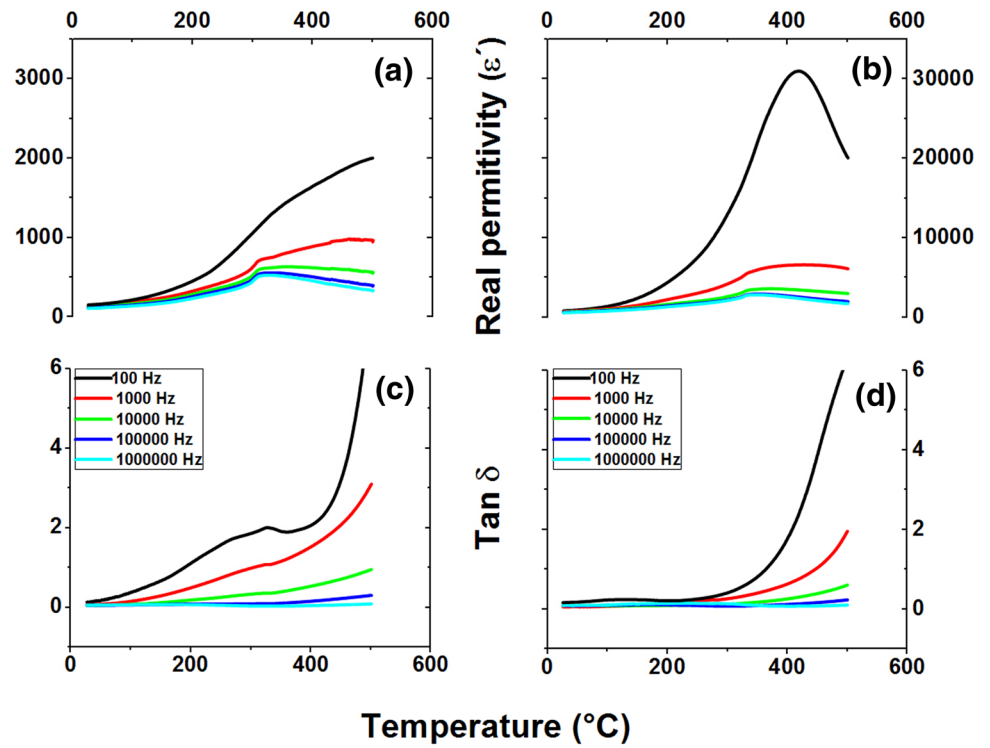 0 200 400 600
0 200 400 600
(a)
3000
2000
1000
0
Real permitivity (ε´)
(b)
30000
20000
10000
0
(c)
6
4
2
0
100 Hz
1000 Hz
10000 Hz
100000 Hz
1000000 Hz
0 200 400 600
Tan δ
(d)
100 Hz
1000 Hz
10000 Hz
100000 Hz
1000000 Hz
6
4
2
0
0 200 400 600
Temperature (°C)